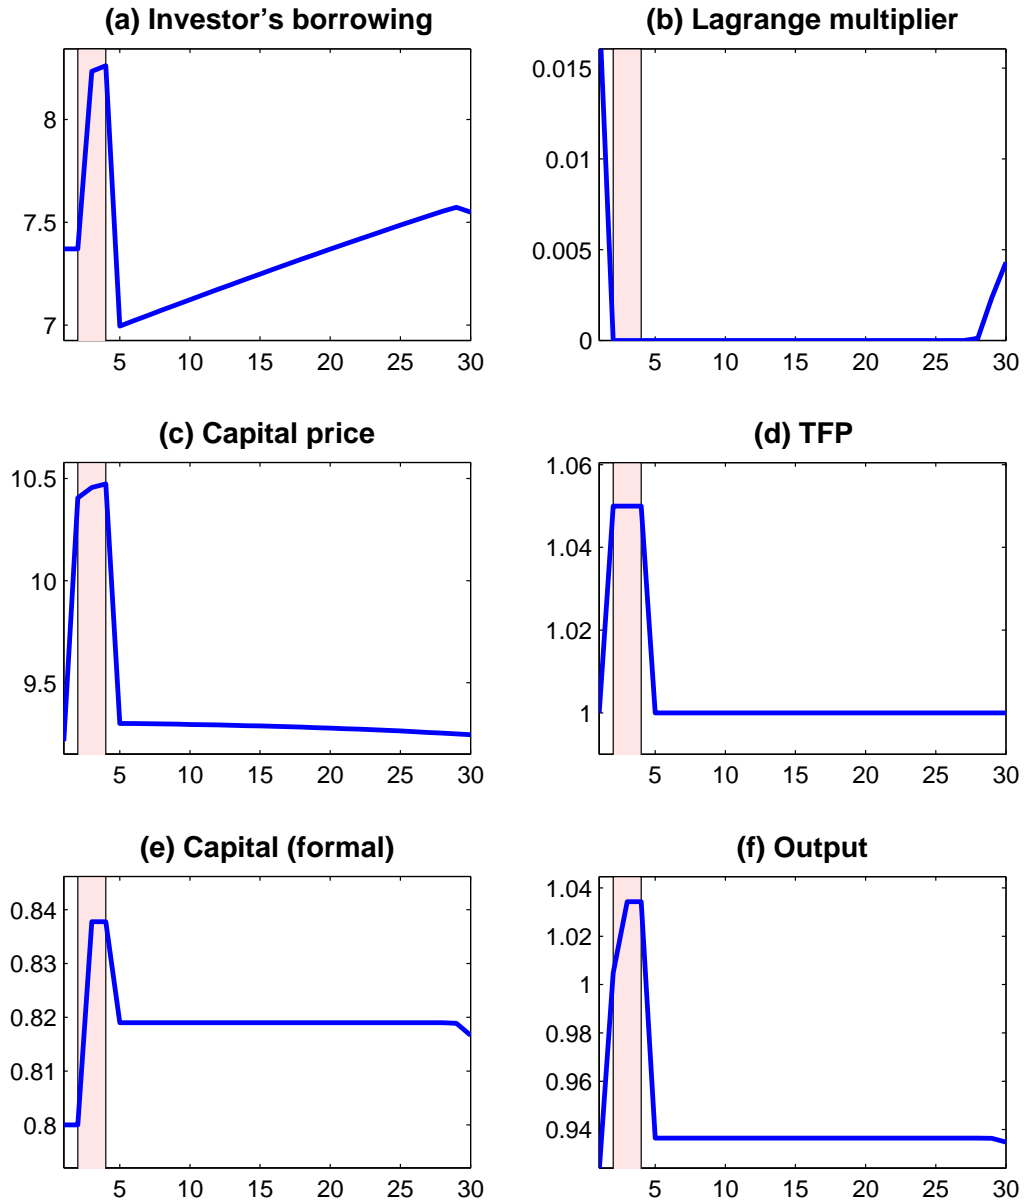 (a) Investor's borrowing
8
7.5
7
5 10 15 20 25 30
(b) Lagrange multiplier
0.015
0.01
0.005
0
5 10 15 20 25 30
(c) Capital price
10.5
10
9.5
5 10 15 20 25 30
(d) TFP
1.06
1.04
1.02
1
5 10 15 20 25 30
(e) Capital (formal)
0.84
0.83
0.82
0.81
0.8
5 10 15 20 25 30
(f) Output
1.04
1.02
1
0.98
0.96
0.94
5 10 15 20 25 30